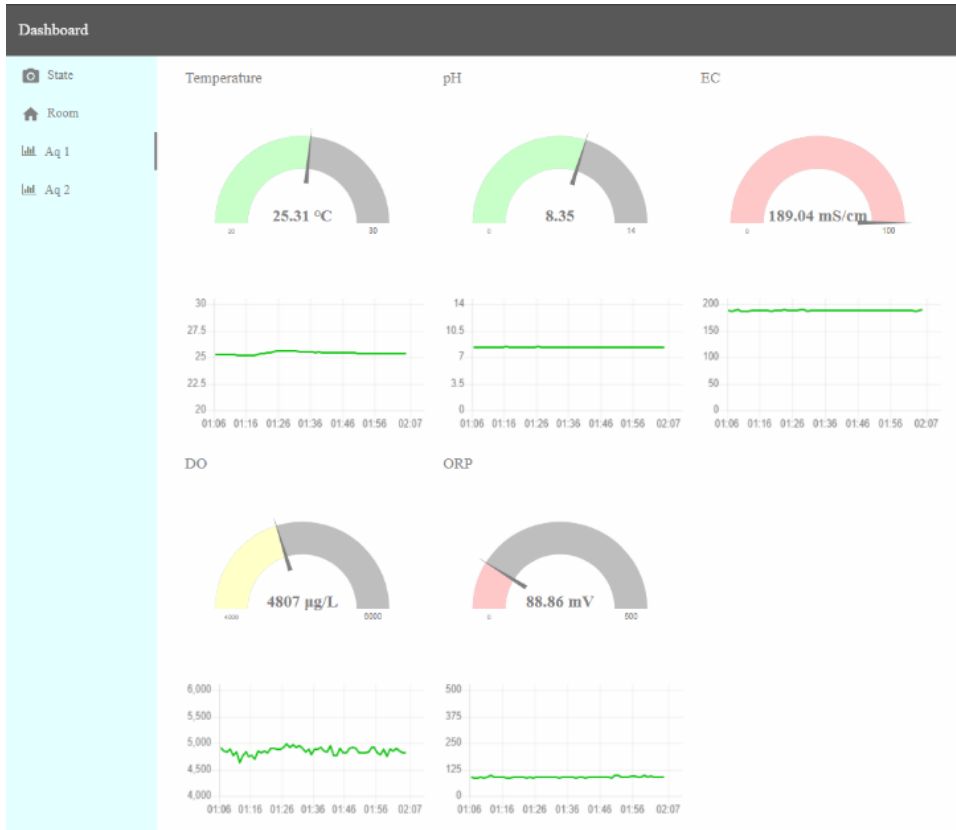 Dashboard
State
Room
Aq 1
Aq 2
Temperature
25.31 °C
20 30
30
27.5
25
22.5
20
01:06 01:16 01:26 01:36 01:46 01:56 02:07
pH
8.35
0 14
14
10.5
7
3.5
0
01:06 01:16 01:26 01:36 01:46 01:56 02:07
EC
189.04 mS/cm
0 100
200
150
100
50
0
01:06 01:16 01:26 01:36 01:46 01:56 02:07
DO
4807 µg/L
4000 6000
6,000
5,500
5,000
4,500
4,000
01:06 01:16 01:26 01:36 01:46 01:56 02:07
ORP
88.86 mV
0 500
500
375
250
125
0
01:06 01:16 01:26 01:36 01:46 01:56 02:07